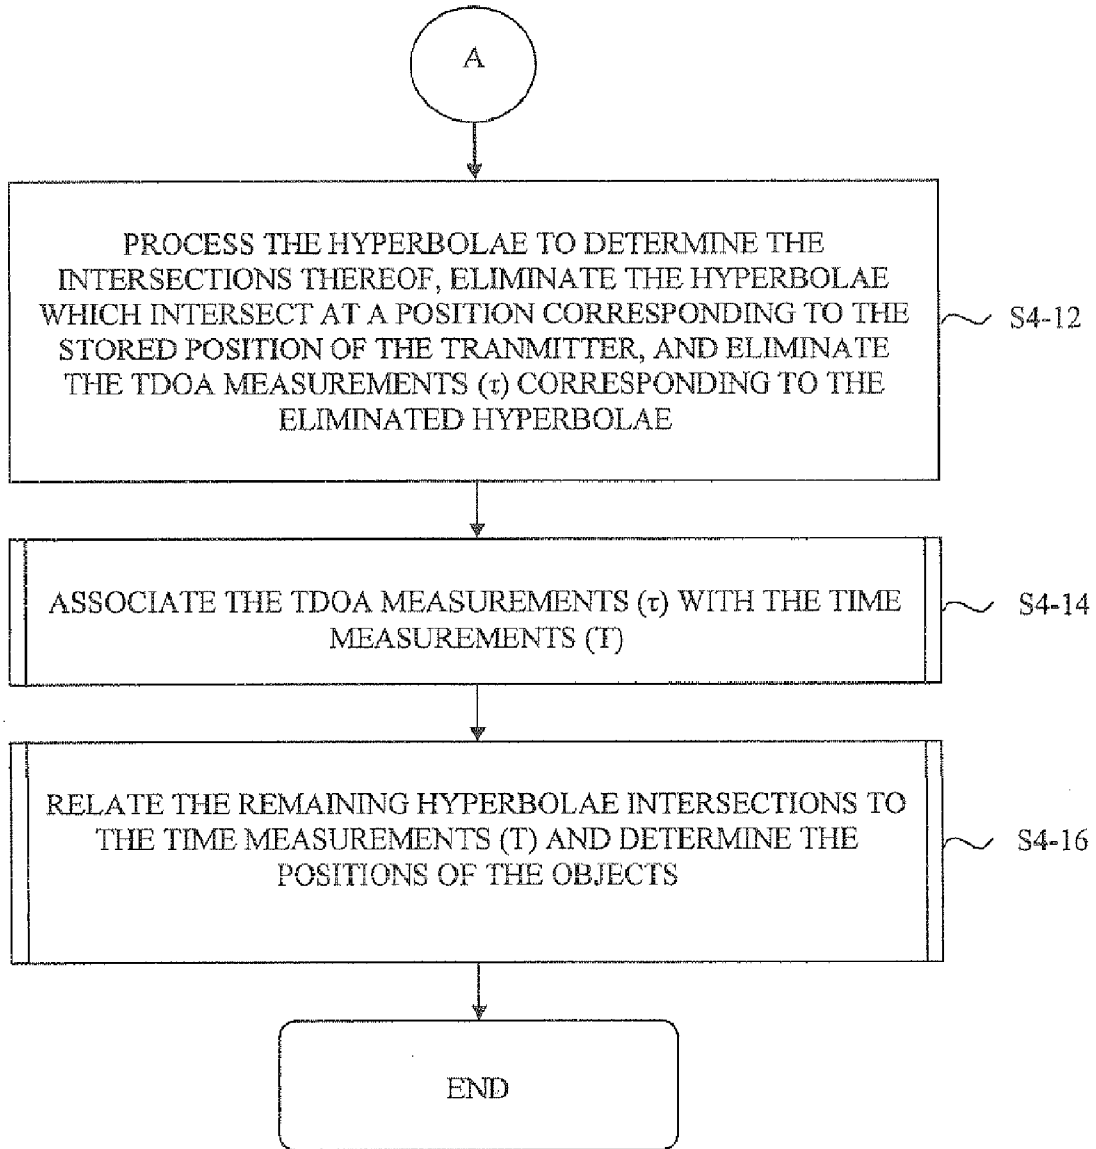 A
PROCESS THE HYPERBOLAE TO DETERMINE THE
INTERSECTIONS THEREOF, ELIMINATE THE HYPERBOLAE
WHICH INTERSECT AT A POSITION CORRESPONDING TO THE
STORED POSITION OF THE TRANMITTER, AND ELIMINATE
THE TDOA MEASUREMENTS (τ) CORRESPONDING TO THE
ELIMINATED HYPERBOLAE
S4-12
ASSOCIATE THE TDOA MEASUREMENTS (τ) WITH THE TIME
MEASUREMENTS (T)
S4-14
RELATE THE REMAINING HYPERBOLAE INTERSECTIONS TO
THE TIME MEASUREMENTS (T) AND DETERMINE THE
POSITIONS OF THE OBJECTS
S4-16
END